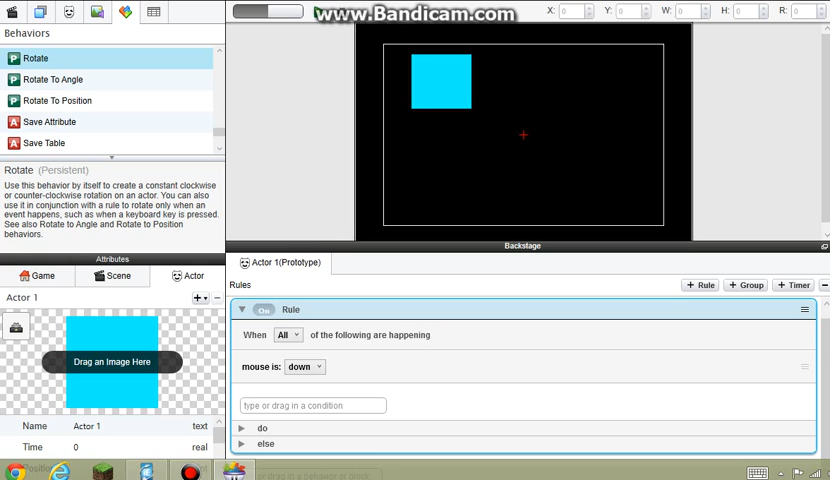 www.Bandicam.com
X: 0 Y: 0 W: 0 H: 0 R: 0
Behaviors
Rotate
Rotate To Angle
Rotate To Position
Save Attribute
Save Table
Rotate (Persistent)
Use this behavior by itself to create a constant clockwise
or counter-clockwise rotation on an actor. You can also
use it in conjunction with a rule to rotate only when an
event happens, such as when a keyboard key is pressed.
See also Rotate to Angle and Rotate to Position
behaviors.
Attributes
Game Scene Actor
Actor 1
Drag an Image Here
Name Actor 1 text
Time 0 real
Backstage
Actor 1(Prototype)
Rules
+ Rule + Group + Timer
On Rule
When All of the following are happening
mouse is: down
type or drag in a condition
do
else